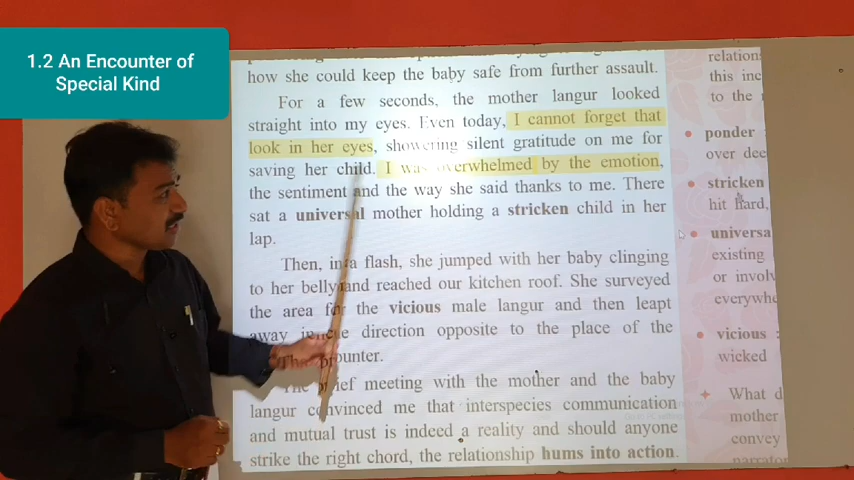 1.2 An Encounter of
Special Kind
how she could keep the baby safe from further assault.
For a few seconds, the mother langur looked
straight into my eyes. Even today, I cannot forget that
look in her eyes, showering silent gratitude on me for
saving her child. I was overwhelmed by the emotion,
the sentiment and the way she said thanks to me. There
sat a universal mother holding a stricken child in her
lap.
Then, in a flash, she jumped with her baby clinging
to her belly and reached our kitchen roof. She surveyed
the area for the vicious male langur and then leapt
away in the direction opposite to the place of the
The brief meeting with the mother and the baby
langur convinced me that interspecies communication
and mutual trust is indeed a reality and should anyone
strike the right chord, the relationship hums into action.
relations
this inc
to the
ponder
over dee
stricken
hit hard,
universa
existing
or involv
everywhe
vicious :
wicked
What d
mother
convey
narrator